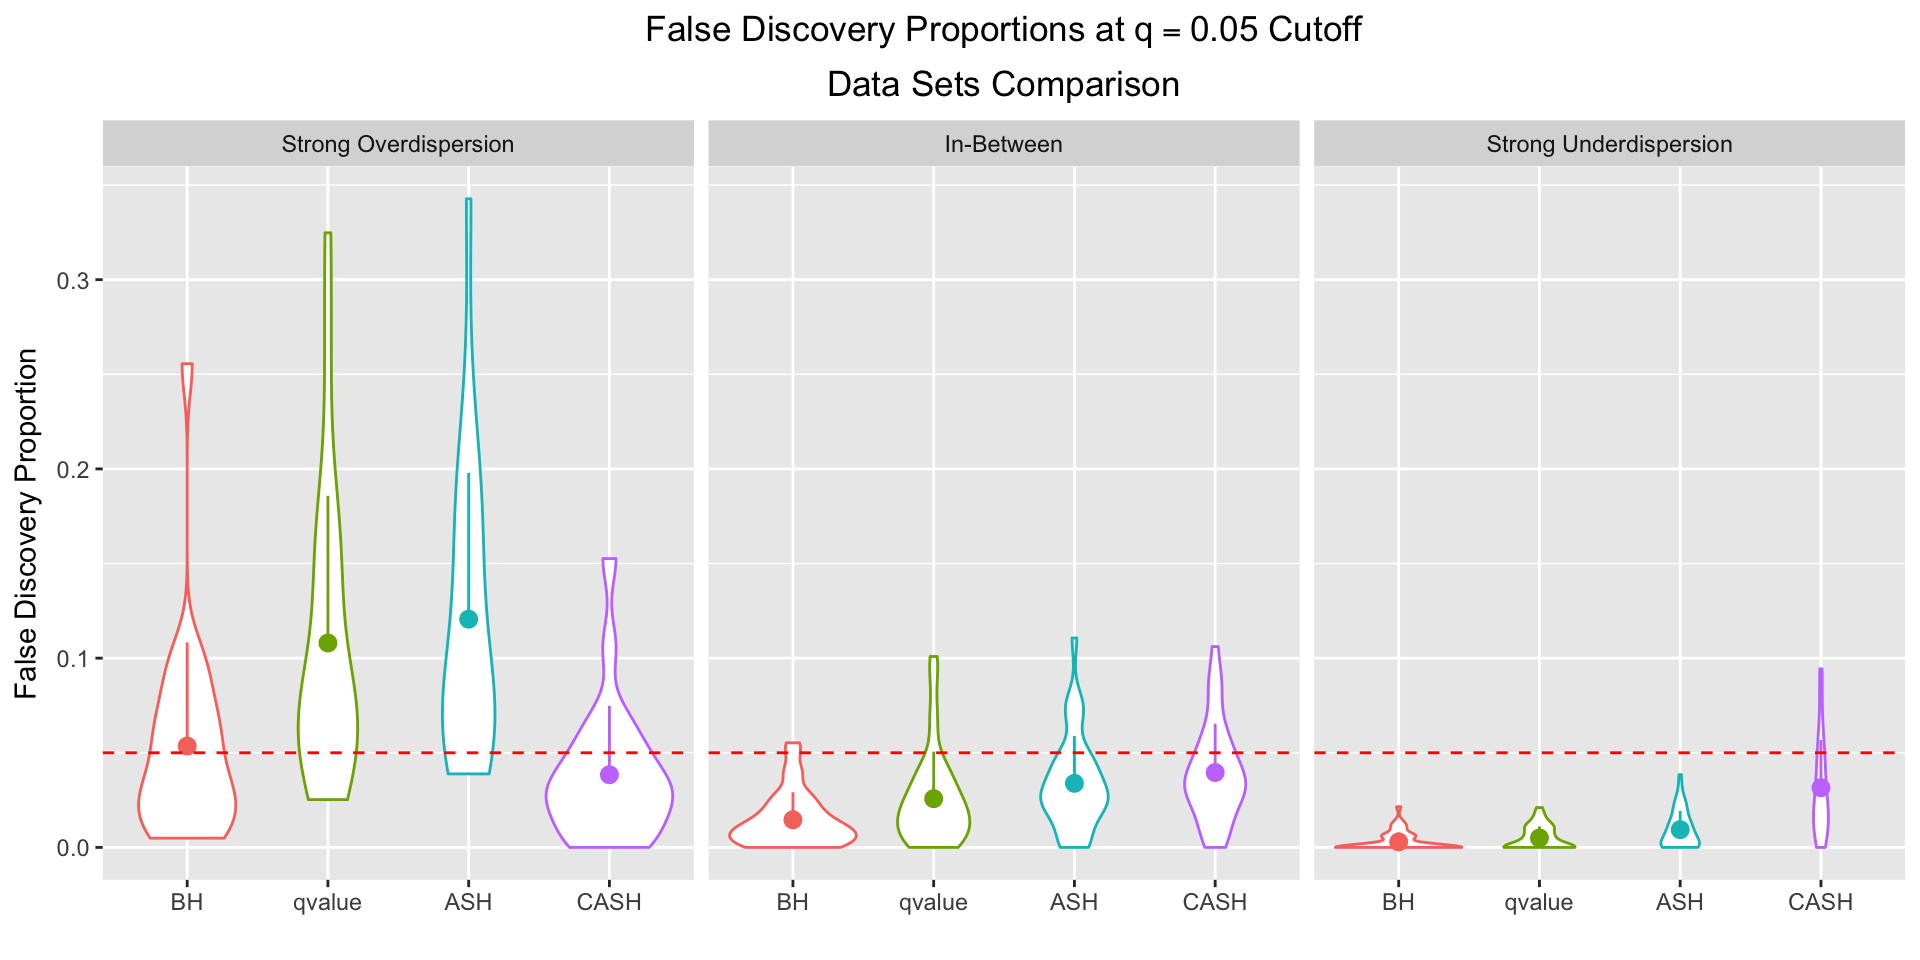 False Discovery Proportions at q = 0.05 Cutoff
Data Sets Comparison
Strong Overdispersion
In-Between
Strong Underdispersion
False Discovery Proportion
0.3
0.2
0.1
0.0
BH qvalue ASH CASH
BH qvalue ASH CASH
BH qvalue ASH CASH